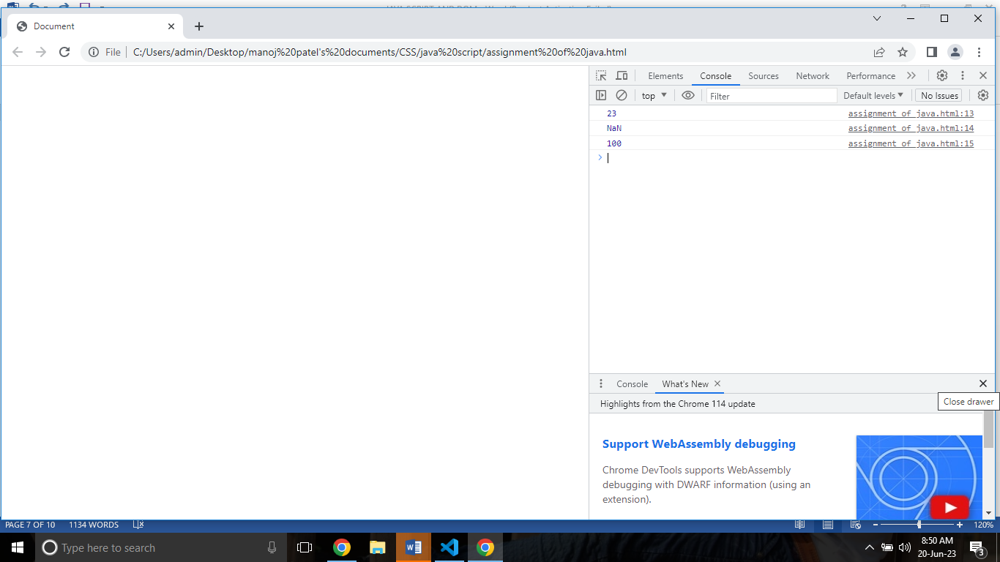 Document
File
C:/Users/admin/Desktop/manoj%20patel's%20documents/CSS/java%20script/assignment%20of%20java.html
Elements Console Sources Network Performance
top Filter Default levels No Issues
23 assignment of java.html:13
NaN assignment of java.html:14
100 assignment of java.html:15
Console What's New
Close drawer
Highlights from the Chrome 114 update
Support WebAssembly debugging
Chrome DevTools supports WebAssembly
debugging with DWARF information (using an
extension).
PAGE 7 OF 10 1134 WORDS 120%
Type here to search
8:50 AM
20-Jun-23
3